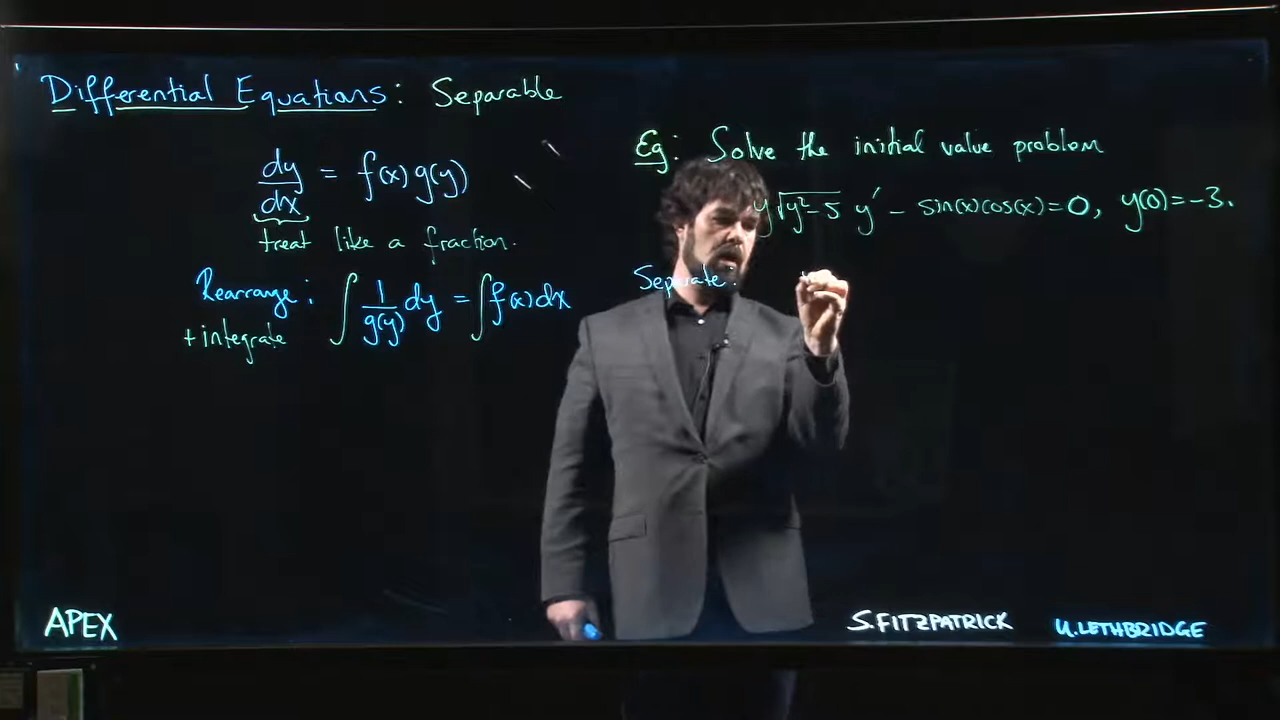 Differential Equations: Separable
dy/dx = f(x) g(y)
treat like a fraction.
Rearrange: ∫ 1/g(y) dy = ∫ f(x) dx
+ integrate
Eg: Solve the initial value problem
y √(y²-5) y′ - sin(x)cos(x)=0, y(0)=-3.
Separate:
APEX
S.FITZPATRICK
U.LETHBRIDGE